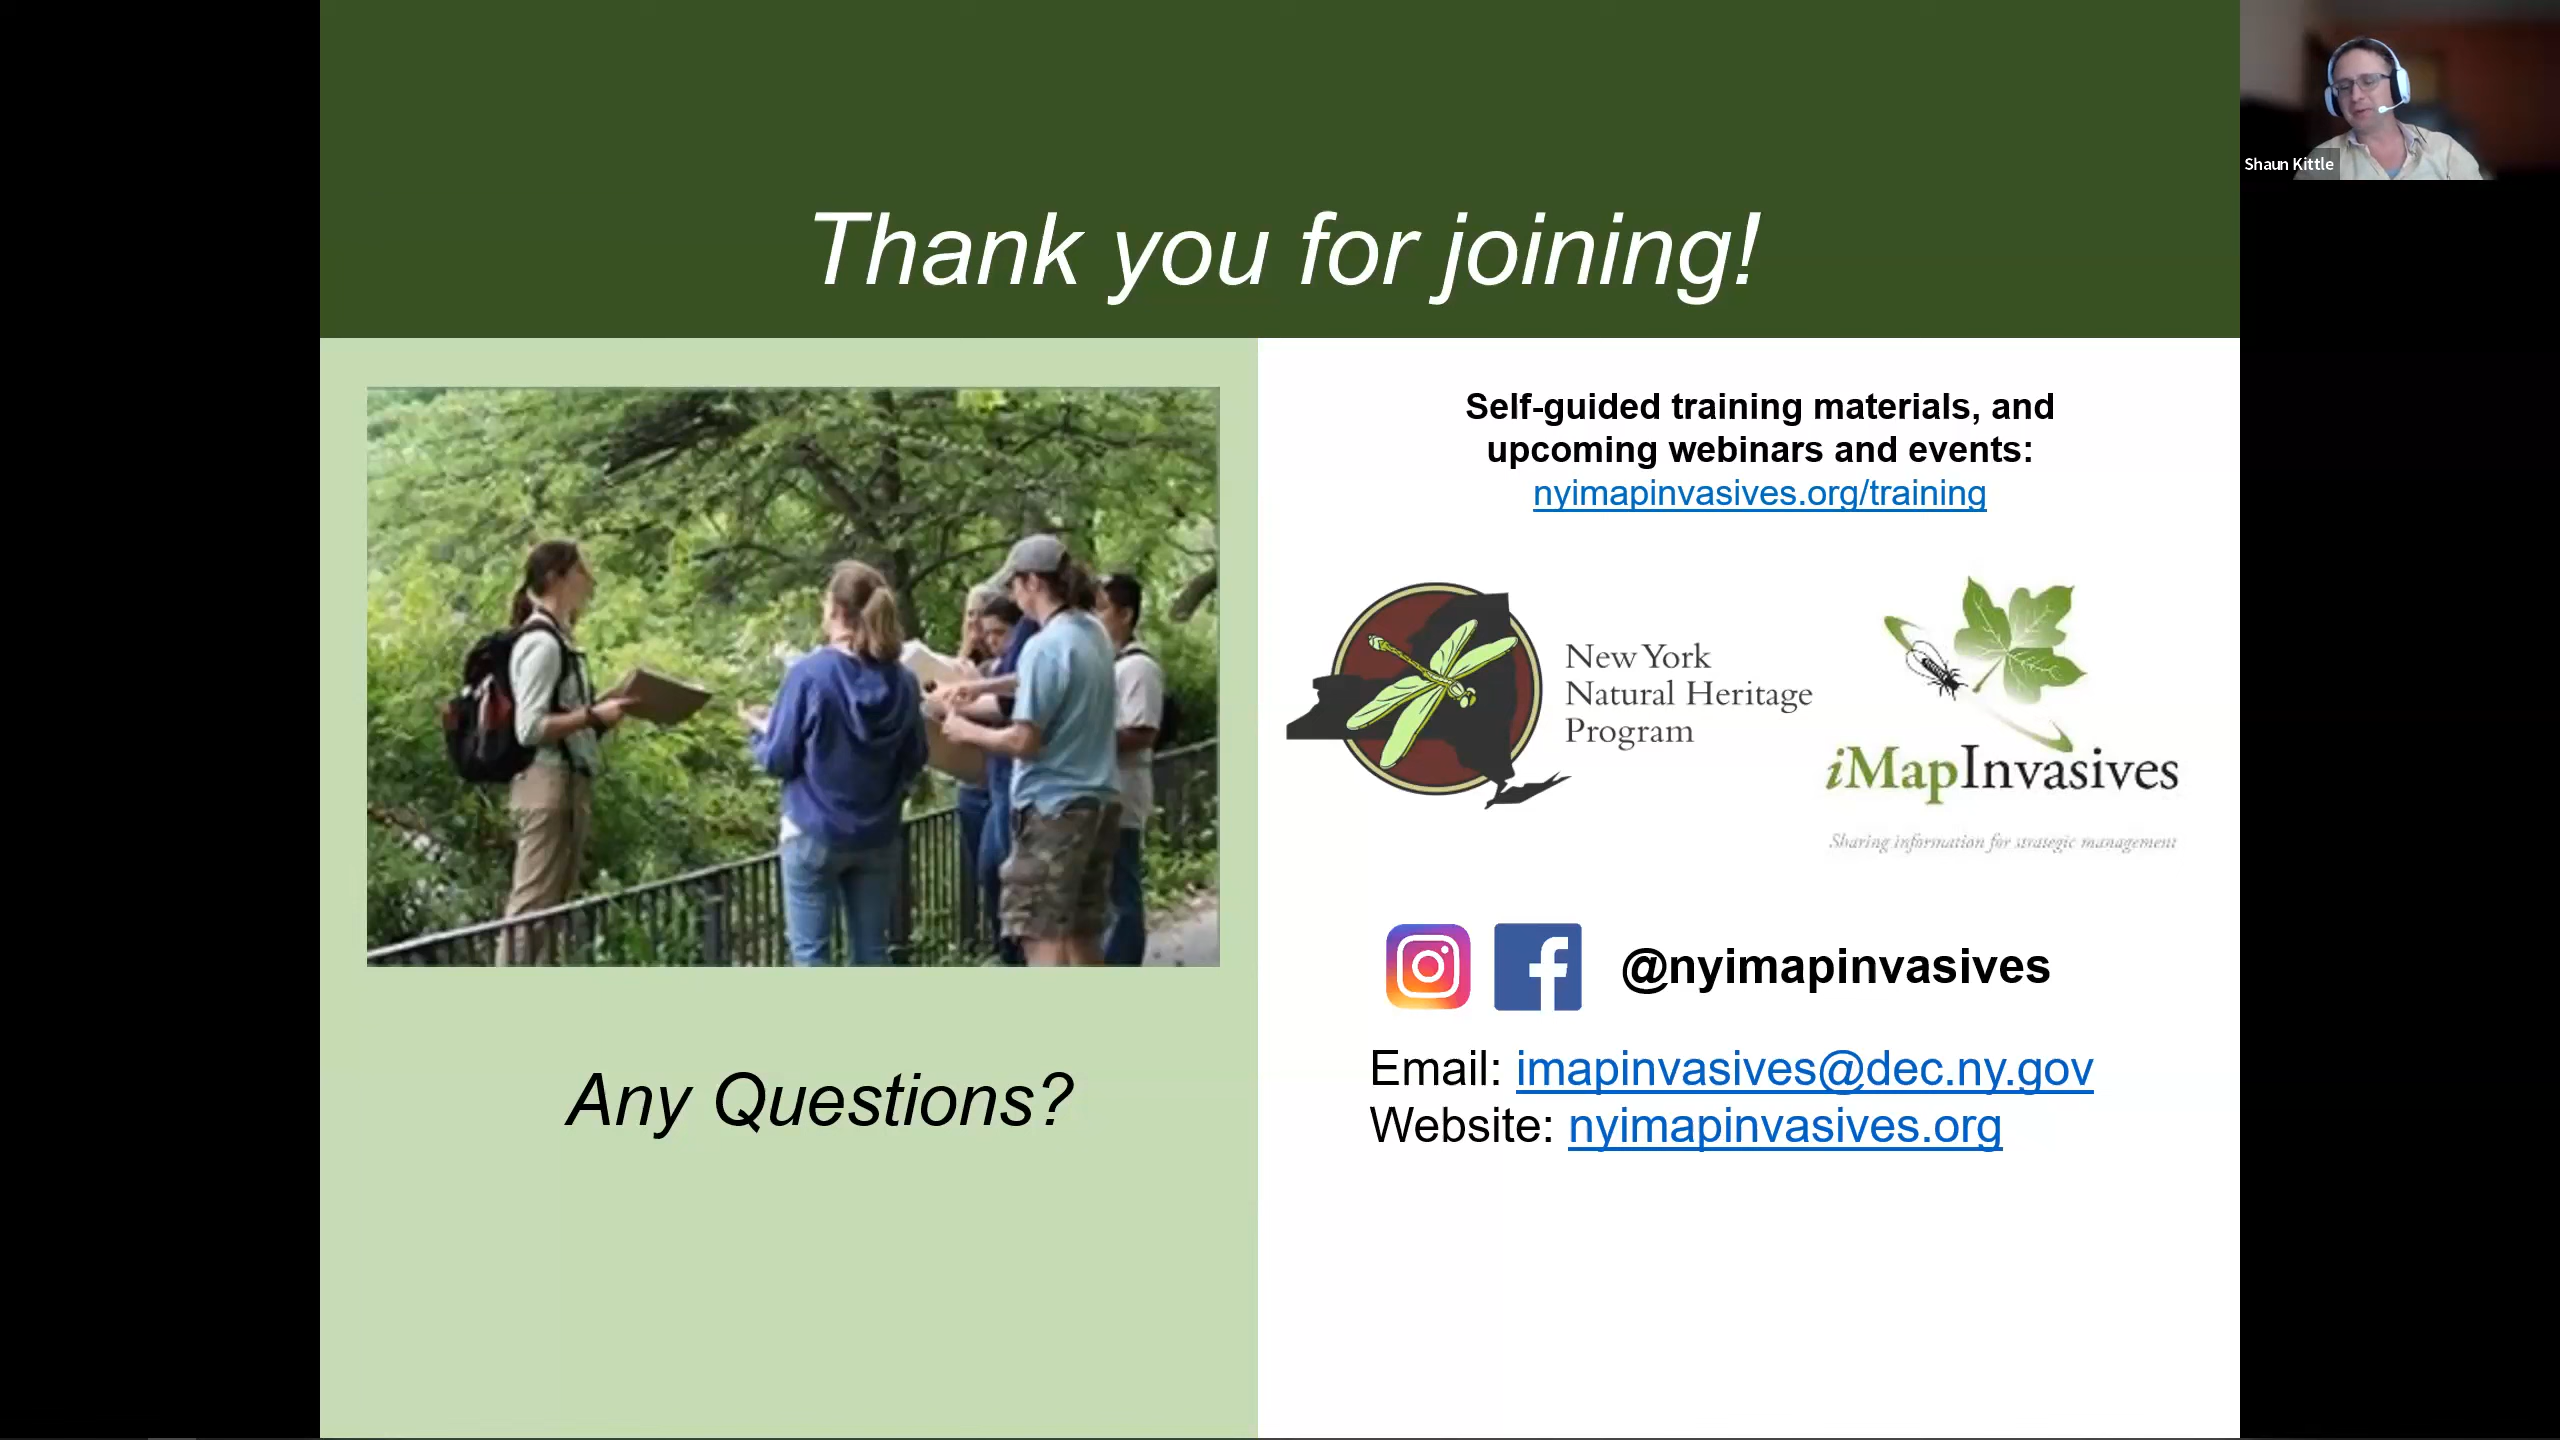 Thank you for joining!
Shaun Kittle
Self-guided training materials, and
upcoming webinars and events:
nyimapinvasives.org/training
New York
Natural Heritage
Program
iMapInvasives
Sharing information for strategic management
@nyimapinvasives
Any Questions?
Email: imapinvasives@dec.ny.gov
Website: nyimapinvasives.org